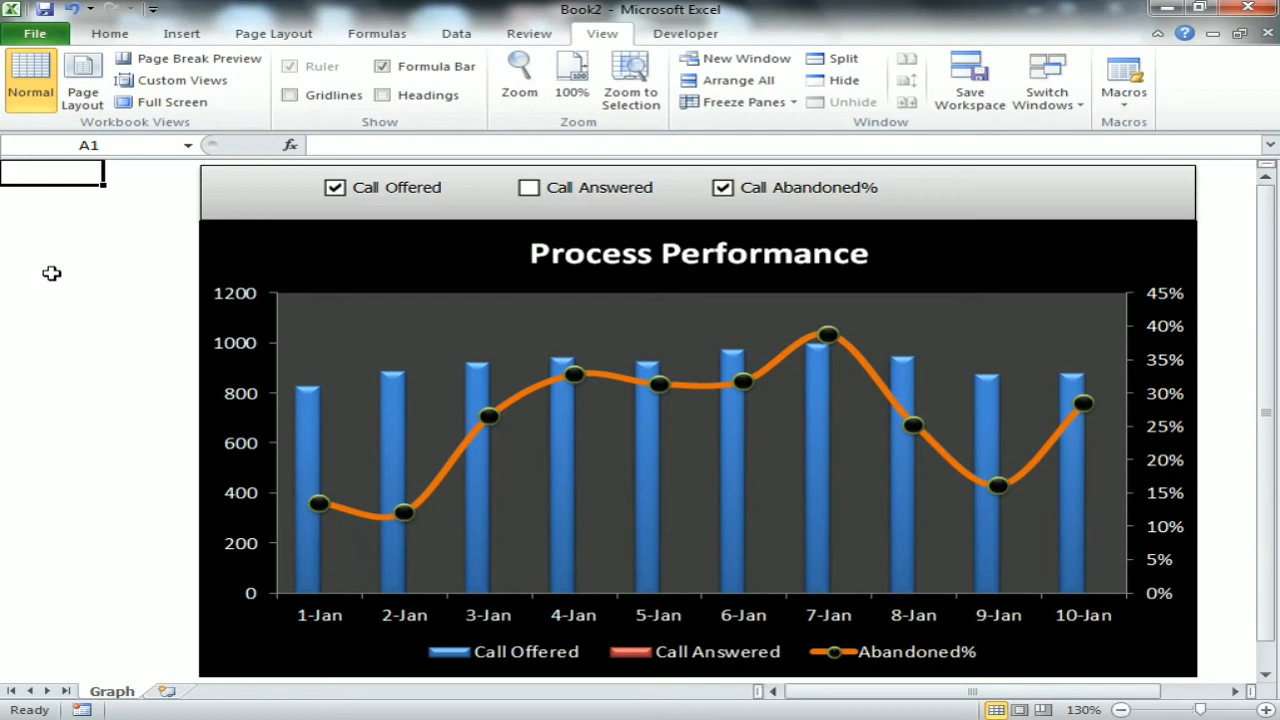 Book2 - Microsoft Excel
File Home Insert Page Layout Formulas Data Review View Developer
Normal
Page Layout
Page Break Preview
Custom Views
Full Screen
Workbook Views
Ruler
Formula Bar
Gridlines
Headings
Show
Zoom
100%
Zoom to Selection
Zoom
New Window
Arrange All
Freeze Panes
Split
Hide
Unhide
Save Workspace
Switch Windows
Window
Macros
Macros
A1
fx
Call Offered Call Answered Call Abandoned%
Process Performance
1200 45%
40%
1000 35%
800 30%
25%
600 20%
400 15%
10%
200 5%
0 0%
1-Jan 2-Jan 3-Jan 4-Jan 5-Jan 6-Jan 7-Jan 8-Jan 9-Jan 10-Jan
Call Offered Call Answered Abandoned%
Graph
Ready 130%